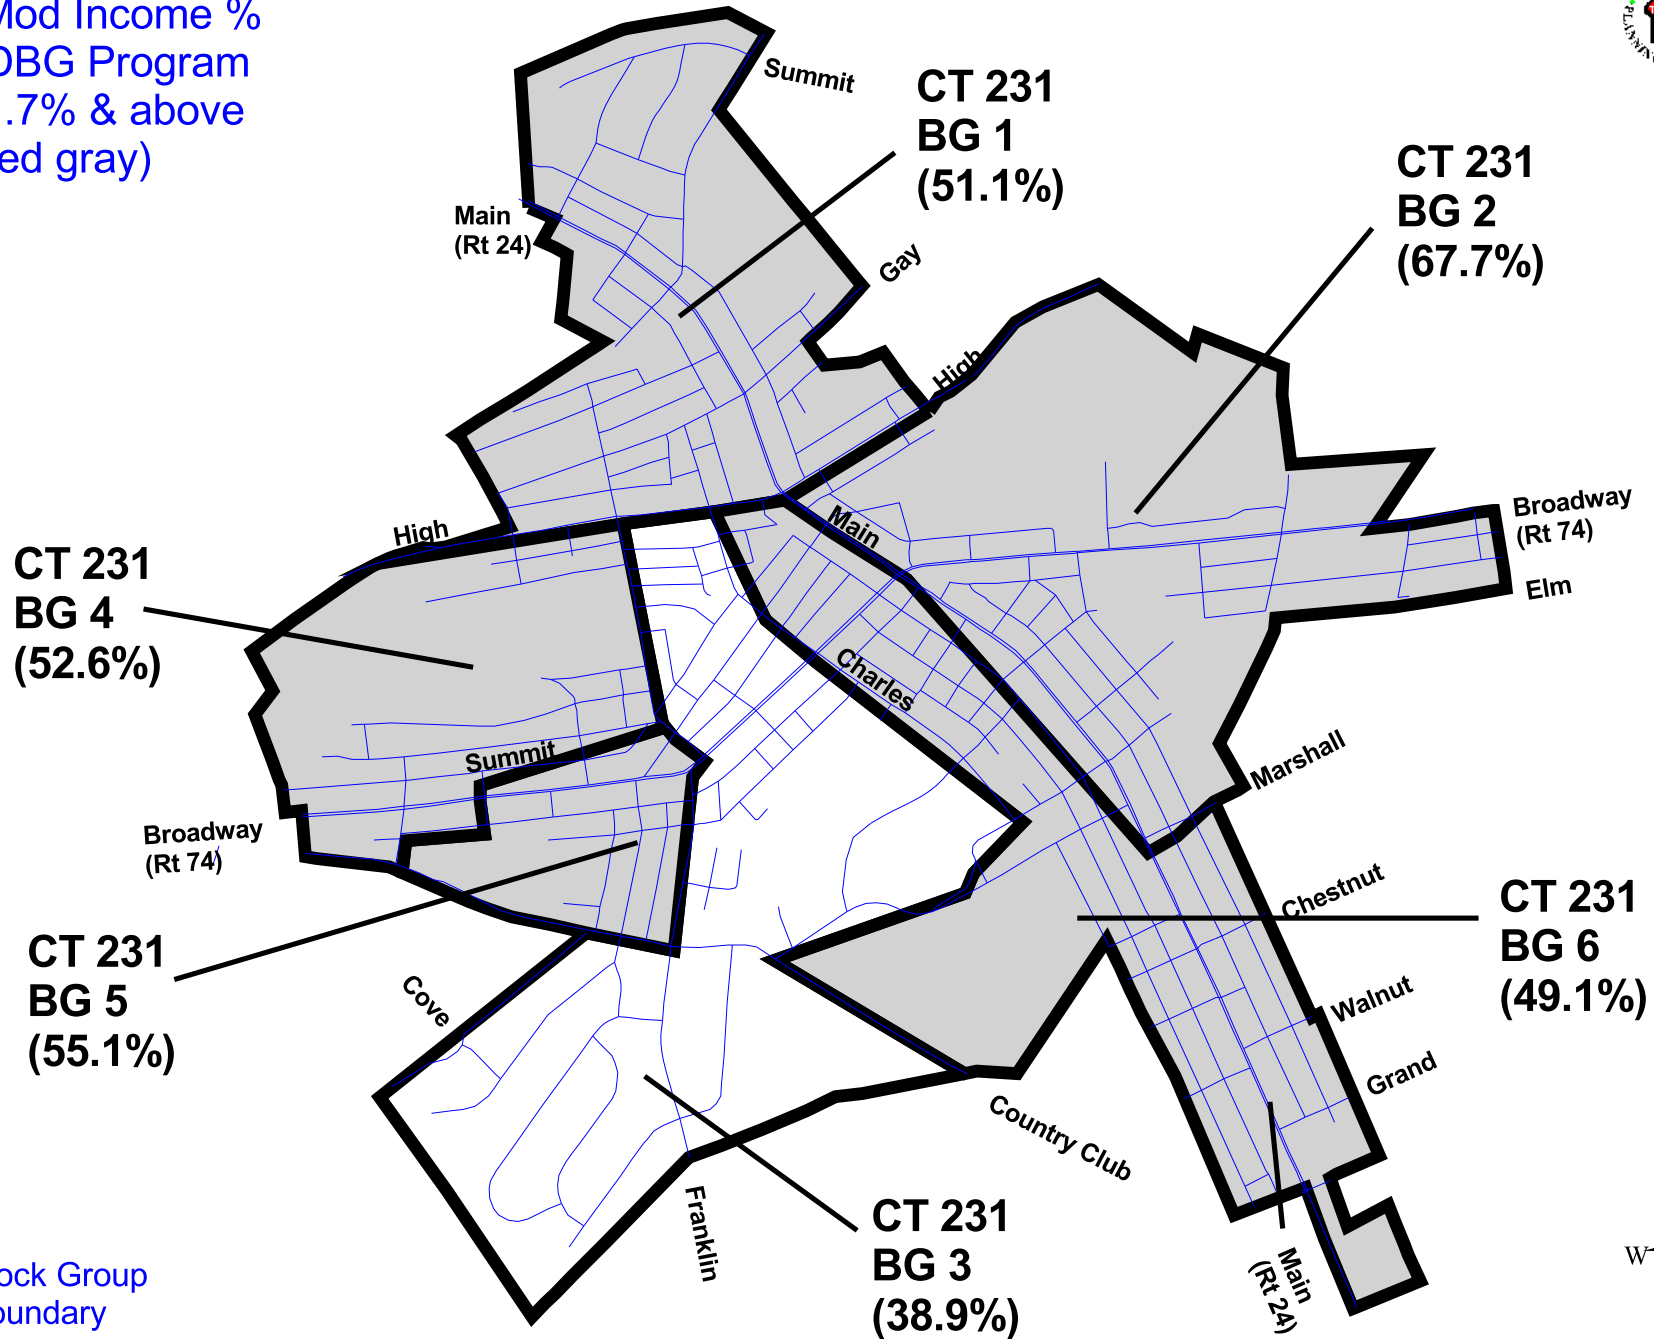 Mod Income %
DBG Program
.7% & above
ed gray)
Summit
CT 231
BG 1
(51.1%)
CT 231
BG 2
(67.7%)
Main
(Rt 24)
Gay
High
Broadway
(Rt 74)
Elm
High
Main
CT 231
BG 4
(52.6%)
Charles
Summit
Marshall
Broadway
(Rt 74)
Chestnut
CT 231
BG 6
(49.1%)
CT 231
BG 5
(55.1%)
Cove
Walnut
Grand
Country Club
Franklin
CT 231
BG 3
(38.9%)
Main
(Rt 24)
ock Group
oundary
W